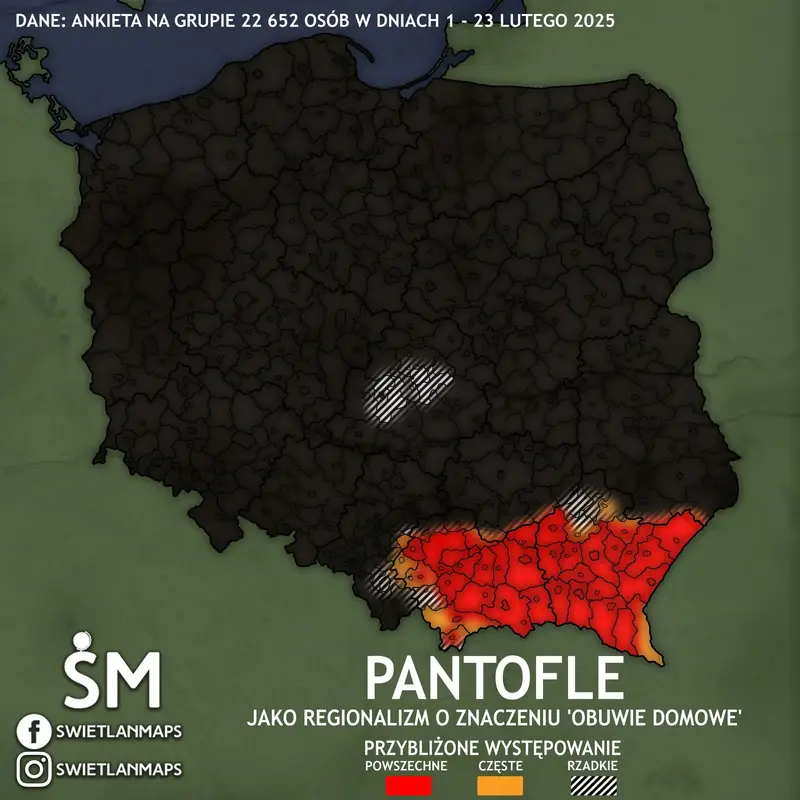 DANE: ANKIETA NA GRUPIE 22 652 OSÓB W DNIACH 1 - 23 LUTEGO 2025
ŚM
SWIETLANMAPS
SWIETLANMAPS
PANTOFLE
JAKO REGIONALIZM O ZNACZENIU 'OBUWIE DOMOWE'
PRZYBLIŻONE WYSTĘPOWANIE
POWSZECHNE CZĘSTE RZADKIE